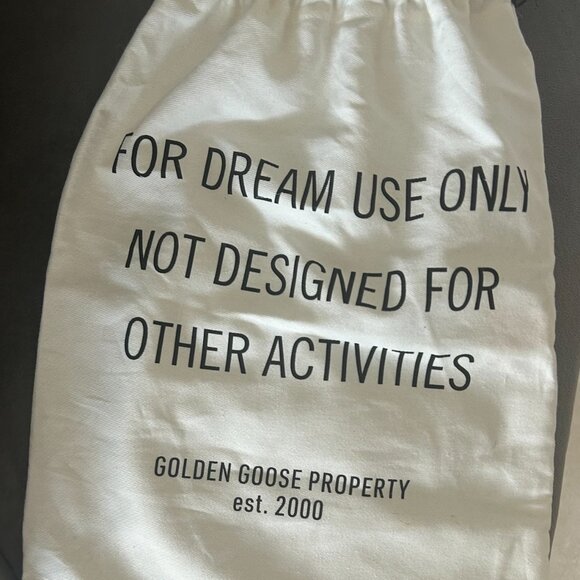 FOR DREAM USE ONLY
NOT DESIGNED FOR
OTHER ACTIVITIES
GOLDEN GOOSE PROPERTY
est. 2000